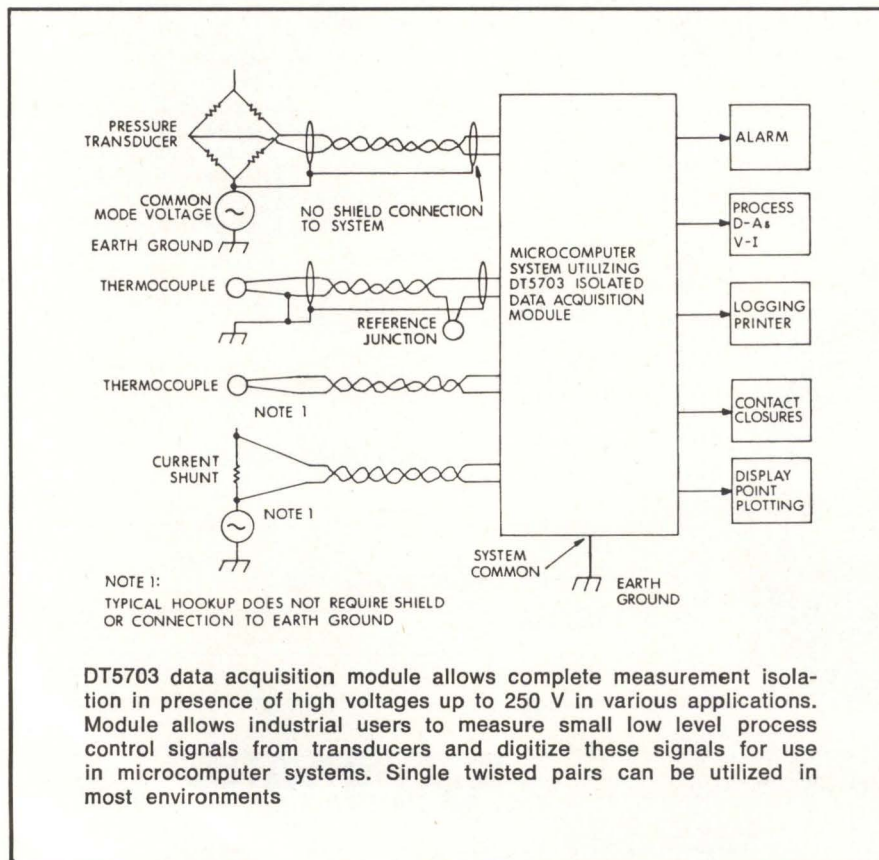 PRESSURE
TRANSDUCER
COMMON
MODE VOLTAGE
EARTH GROUND
NO SHIELD CONNECTION
TO SYSTEM
THERMOCOUPLE
REFERENCE
JUNCTION
THERMOCOUPLE
NOTE 1
CURRENT
SHUNT
NOTE 1
NOTE 1:
TYPICAL HOOKUP DOES NOT REQUIRE SHIELD
OR CONNECTION TO EARTH GROUND
MICROCOMPUTER
SYSTEM UTILIZING
DT5703 ISOLATED
DATA ACQUISITION
MODULE
SYSTEM
COMMON
EARTH
GROUND
ALARM
PROCESS
D-A&
V-I
LOGGING
PRINTER
CONTACT
CLOSURES
DISPLAY
POINT
PLOTTING
DT5703 data acquisition module allows complete measurement isola-
tion in presence of high voltages up to 250 V in various applications.
Module allows industrial users to measure small low level process
control signals from transducers and digitize these signals for use
in microcomputer systems. Single twisted pairs can be utilized in
most environments